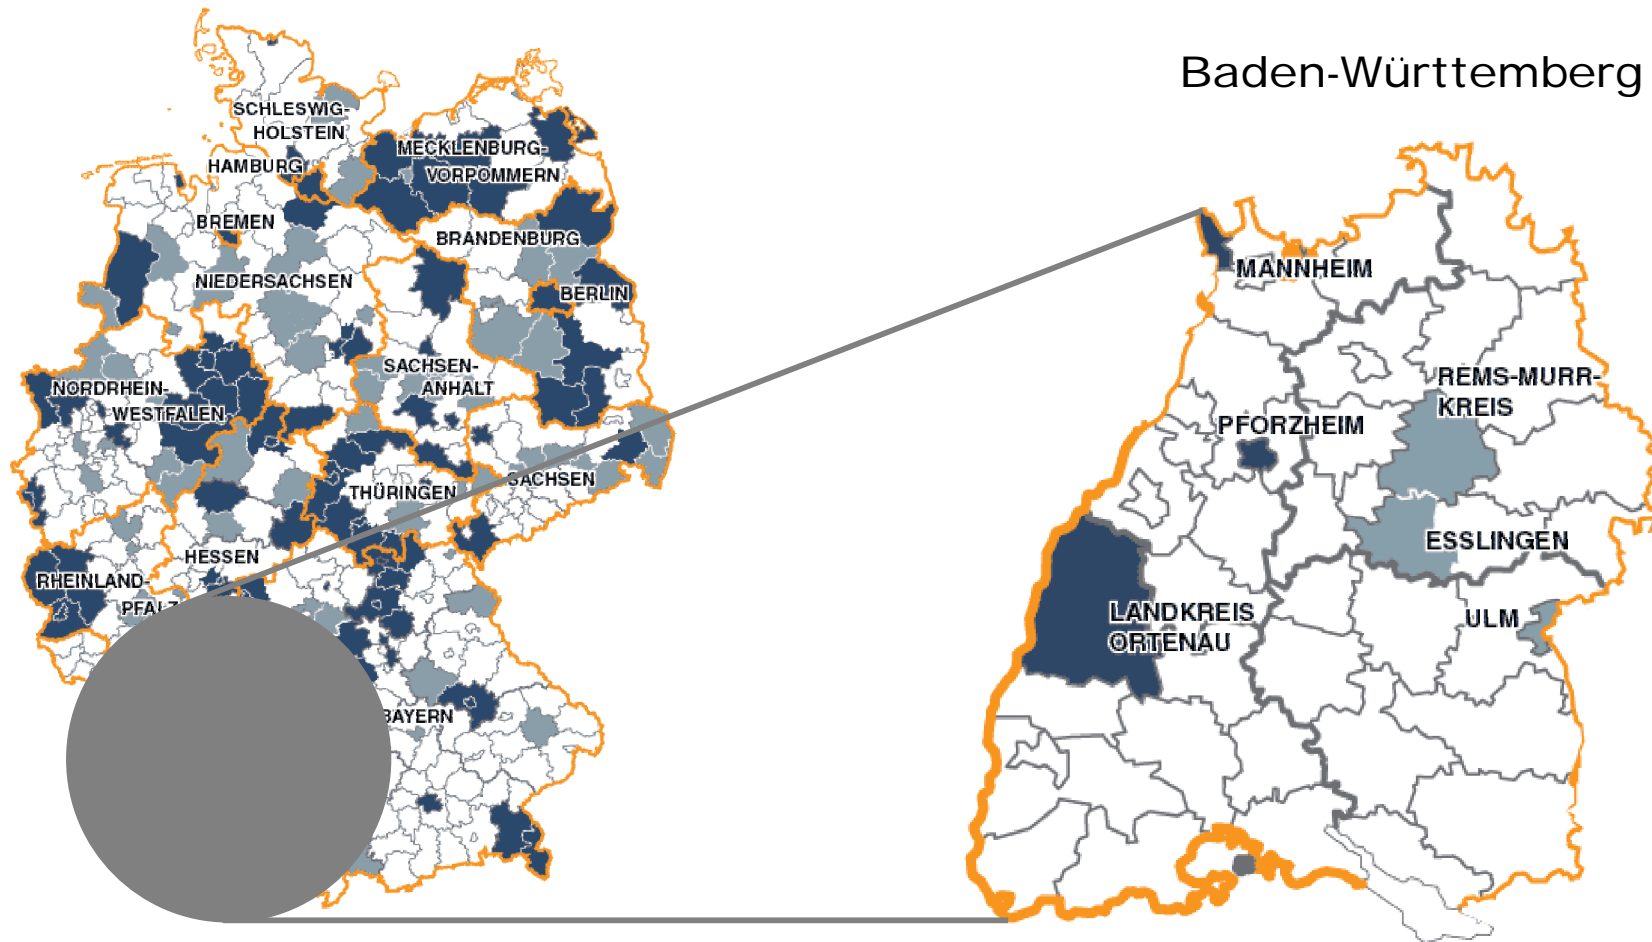 Baden-Württemberg
SCHLESWIG-
HOLSTEIN
MECKLENBURG-
VORPOMMERN
HAMBURG
BREMEN
BRANDENBURG
NIEDERSACHSEN
BERLIN
SACHSEN-
ANHALT
NORDRHEIN-
WESTFALEN
SACHSEN
THÜRINGEN
HESSEN
RHEINLAND-
PFALZ
BAYERN
MANNHEIM
REMS-MURR-
KREIS
PFORZHEIM
ESSLINGEN
LANDKREIS
ORTENAU
ULM